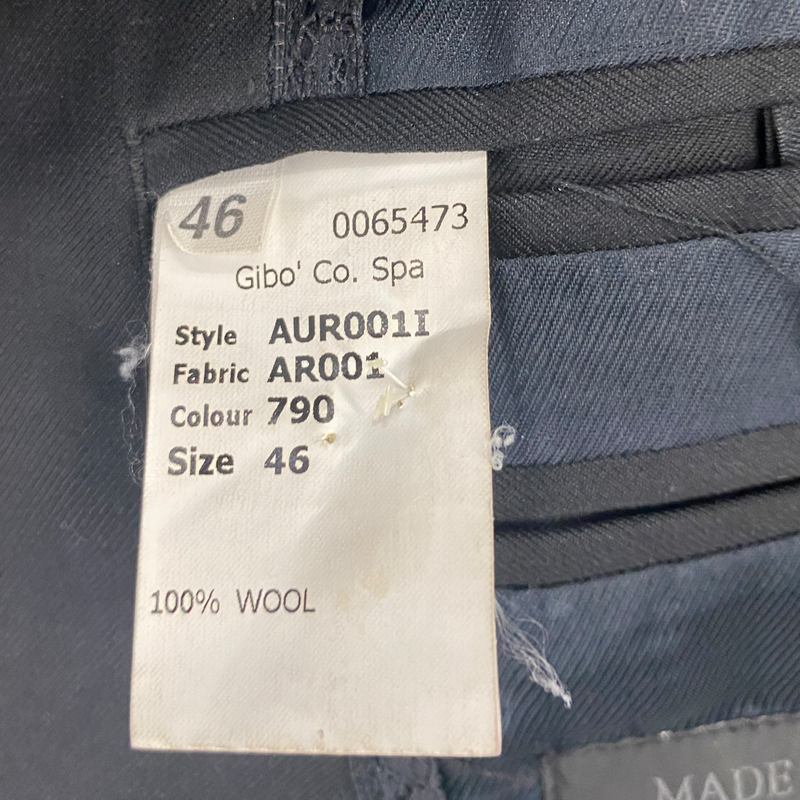 46 0065473
Gibo' Co. Spa
Style AUR001I
Fabric AR001
Colour 790
Size 46
100% WOOL
MADE